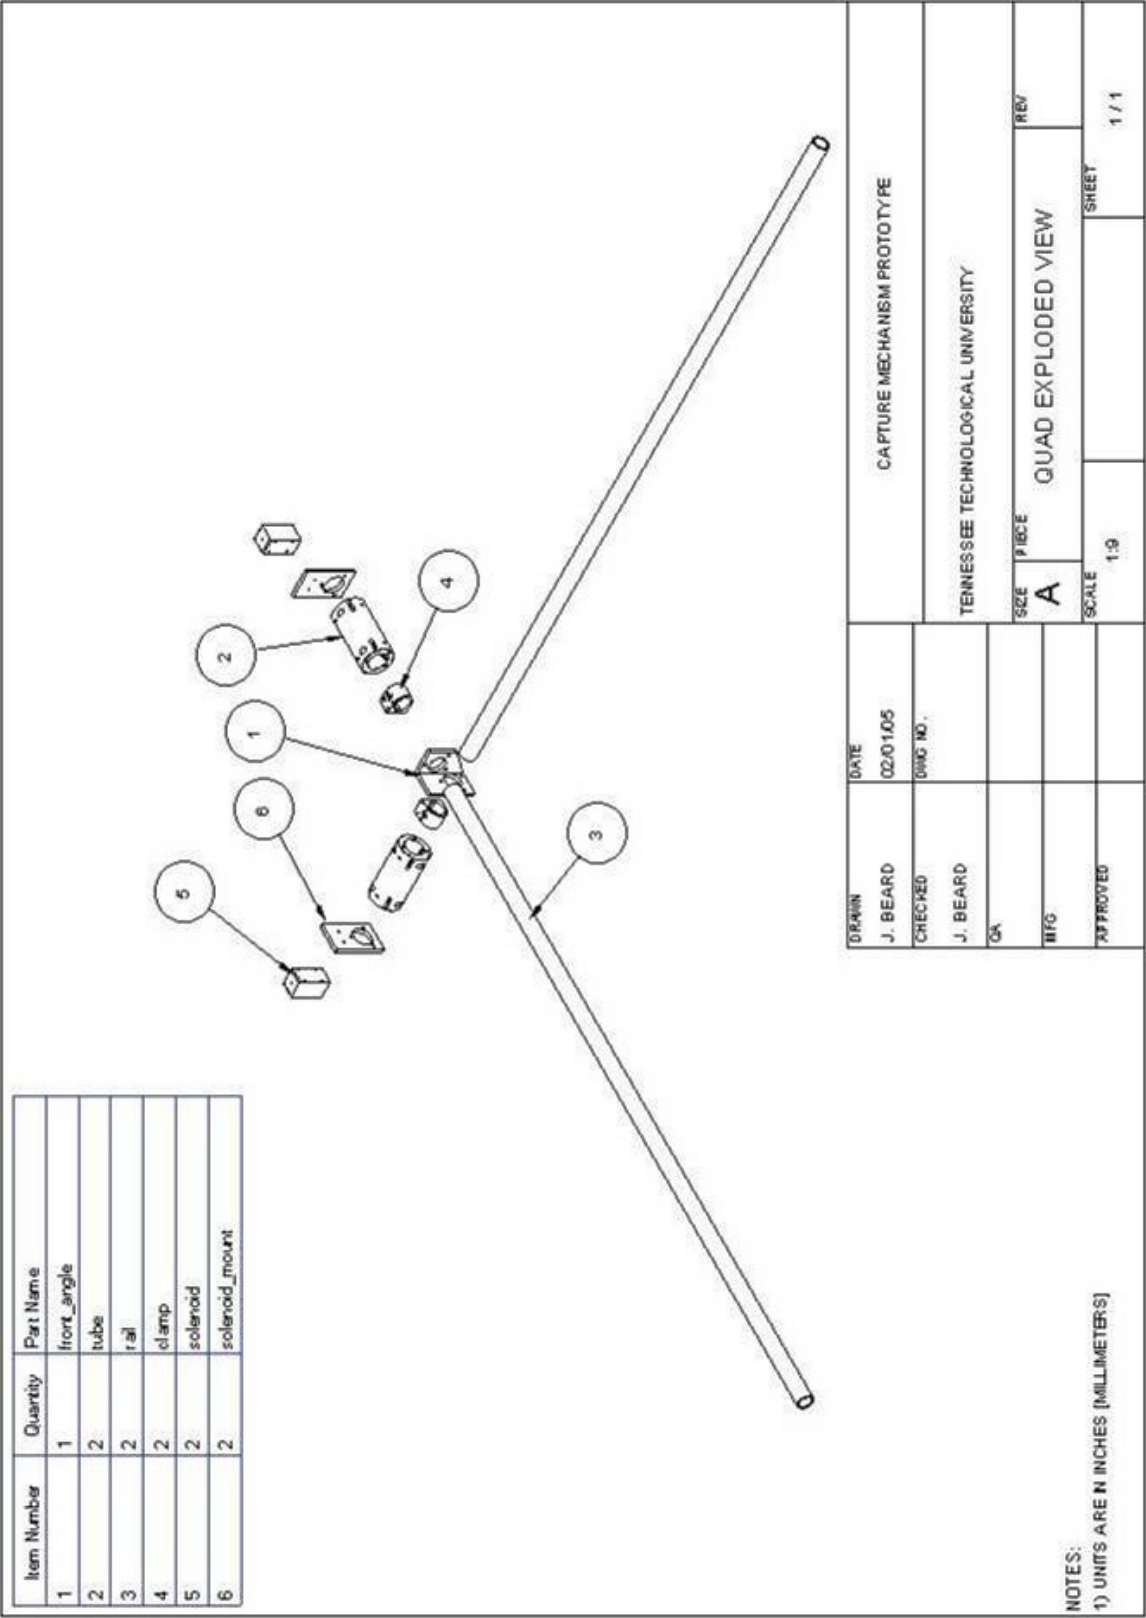 Item Number Quantity Part Name
1 1 front_angle
2 2 tube
3 2 rail
4 2 clamp
5 2 solenoid
6 2 solenoid_mount
5
6
1
2
4
3
NOTES:
1) UNITS ARE IN INCHES [MILLIMETERS]
DRAWN
J. BEARD
DATE
02/01/05
CHECKED
J. BEARD
DWG NO.
QA
MFG
APPROVED
CAPTURE MECHANISM PROTOTYPE
TENNESSEE TECHNOLOGICAL UNIVERSITY
SIZE
A
PIECE
QUAD EXPLODED VIEW
REV
SCALE
1:9
SHEET
1 / 1